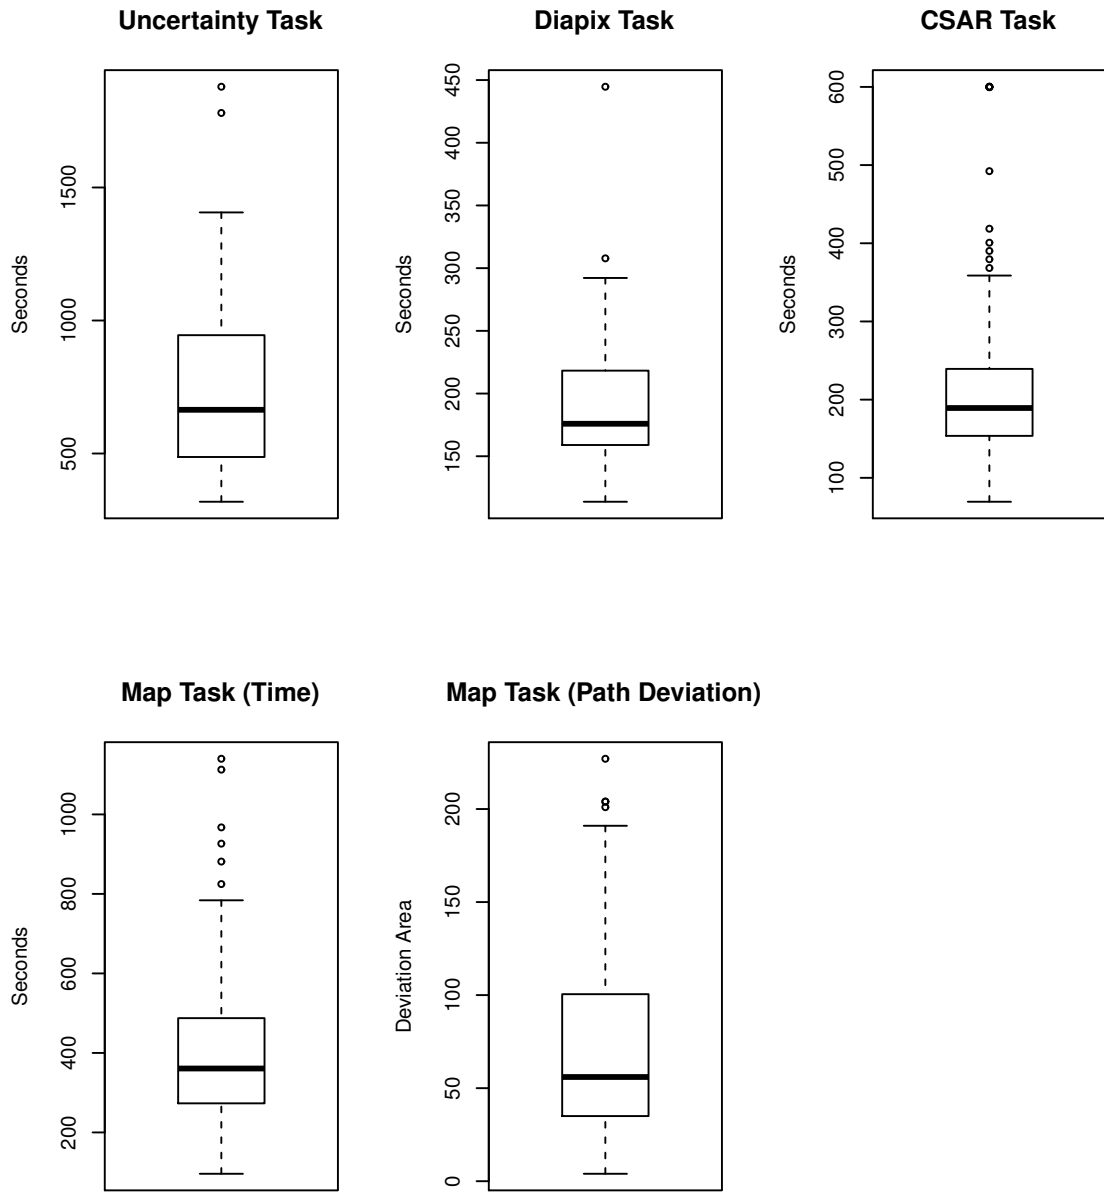 Uncertainty Task
Seconds
500
1000
1500
Diapix Task
Seconds
150
200
250
300
350
400
450
CSAR Task
Seconds
100
200
300
400
500
600
Map Task (Time)
Seconds
200
400
600
800
1000
Map Task (Path Deviation)
Deviation Area
0
50
100
150
200